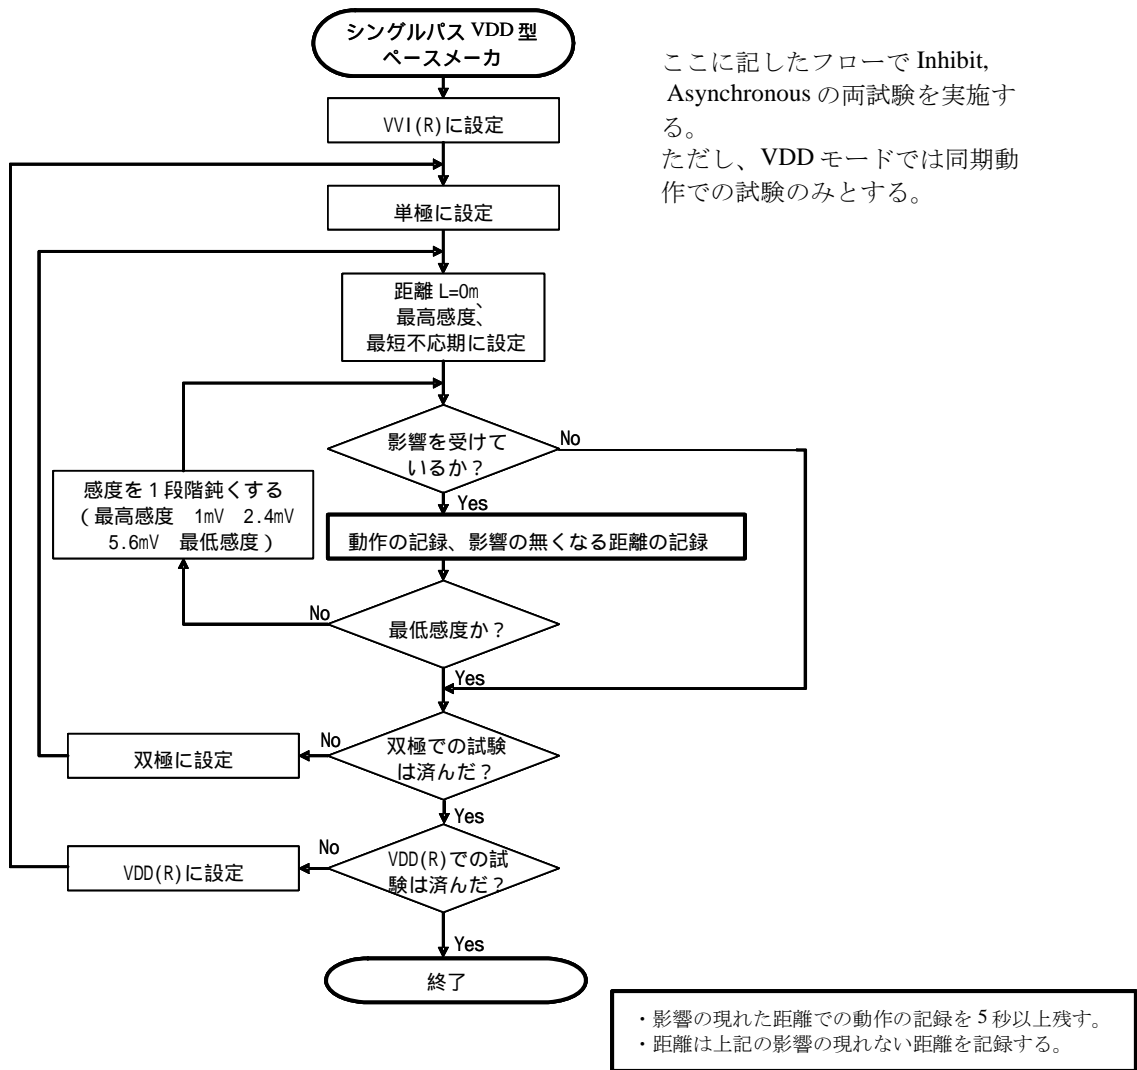 シングルパス VDD 型
ペースメーカ
ここに記したフローで Inhibit,
Asynchronous の両試験を実施す
る。
ただし、VDD モードでは同期動
作での試験のみとする。
VVI(R)に設定
単極に設定
距離 L=0m、
最高感度、
最短不応期に設定
影響を受けて
いるか？
No
Yes
感度を１段階鈍くする
（最高感度 1mV 2.4mV
5.6mV 最低感度）
動作の記録、影響の無くなる距離の記録
No
最低感度か？
Yes
双極に設定
No
双極での試験
は済んだ？
Yes
VDD(R)に設定
No
VDD(R)での試
験は済んだ？
Yes
終了
・影響の現れた距離での動作の記録を 5 秒以上残す。
・距離は上記の影響の現れない距離を記録する。